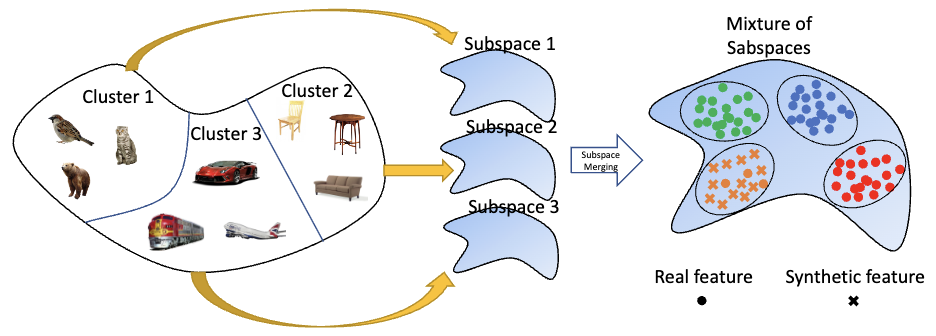 Cluster 1
Cluster 2
Cluster 3
Subspace 1
Subspace 2
Subspace 3
Subspace
Merging
Mixture of
Sabspaces
Real feature
Synthetic feature